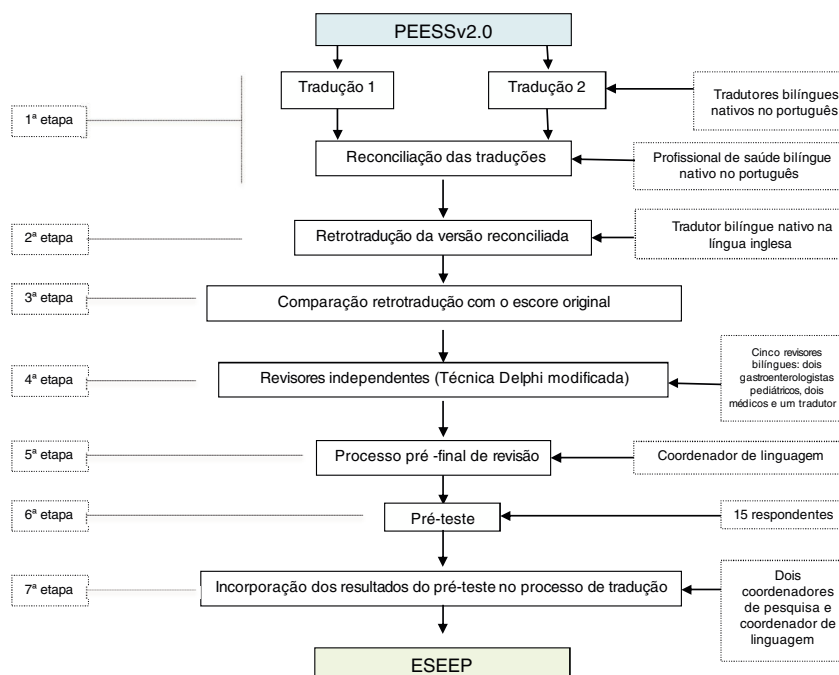 PEESSv2.0
Tradução 1
Tradução 2
Tradutores bilíngues
nativos no português
1ª etapa
Reconciliação das traduções
Profissional de saúde bilíngue
nativo no português
2ª etapa
Retrotradução da versão reconciliada
Tradutor bilíngue nativo na
língua inglesa
3ª etapa
Comparação retrotradução com o escore original
4ª etapa
Revisores independentes (Técnica Delphi modificada)
Cinco revisores
bilíngues: dois
gastroenterologistas
pediátricos, dois
médicos e um tradutor
5ª etapa
Processo pré -final de revisão
Coordenador de linguagem
6ª etapa
Pré-teste
15 respondentes
7ª etapa
Incorporação dos resultados do pré-teste no processo de tradução
Dois
coordenadores
de pesquisa e
coordenador de
linguagem
ESEEP